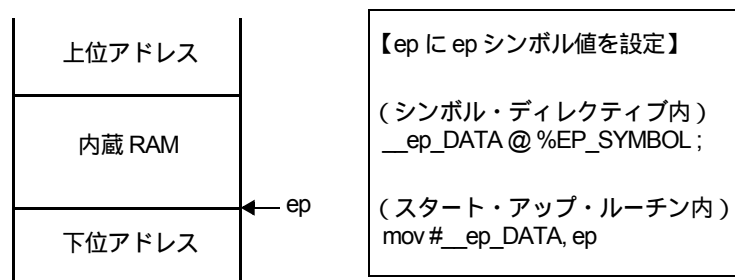 上位アドレス
内蔵 RAM
ep
下位アドレス
【ep に ep シンボル値を設定】
(シンボル・ディレクティブ内)
__ep_DATA @ %EP_SYMBOL ;
(スタート・アップ・ルーチン内)
mov #__ep_DATA, ep